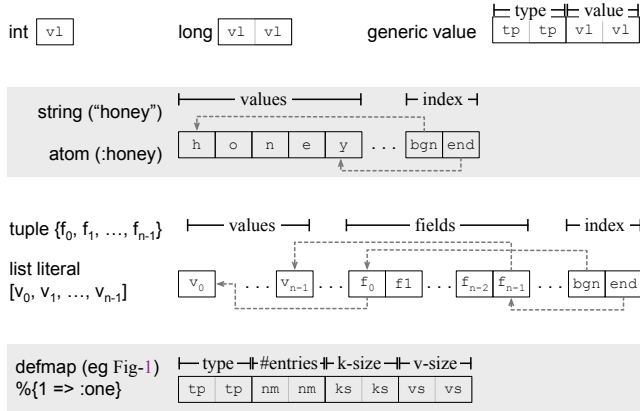 int vl long vl vl generic value type value
tp tp vl vl
values index
string (“honey”)
atom (:honey) h o n e y ... bgn end
tuple {f0, f1, …, fn-1} values fields index
list literal
[v0, v1, …, vn-1] v0 ... vn-1 ... f0 f1 ... fn-2 fn-1 ... bgn end
defmap (eg Fig-1) type #entries k-size v-size
%{1 => :one} tp tp nm nm ks ks vs vs